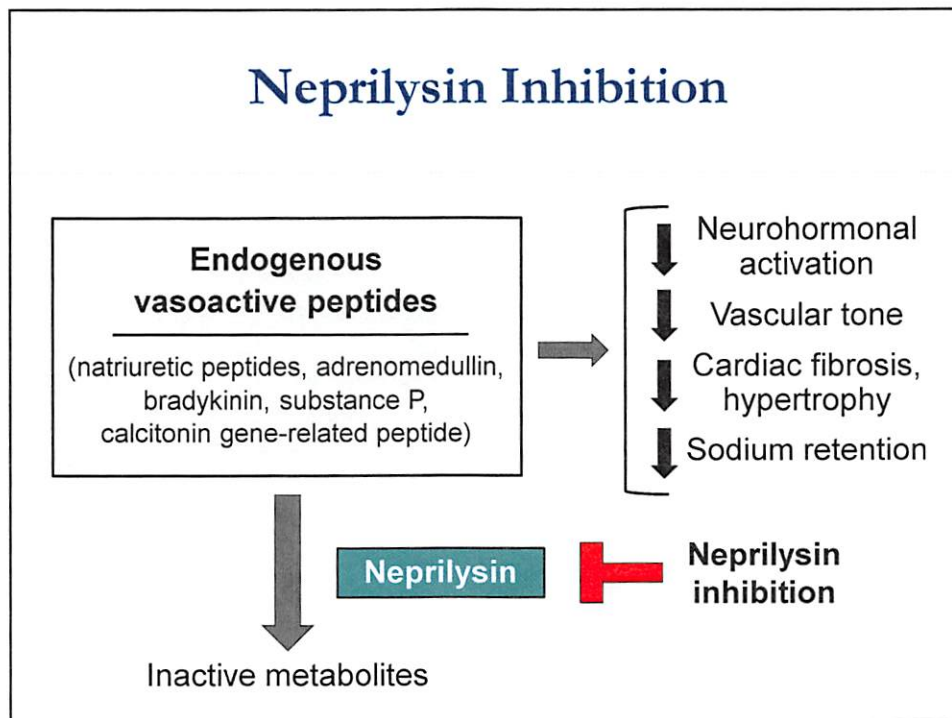 Neprilysin Inhibition
Endogenous
vasoactive peptides
(natriuretic peptides, adrenomedullin,
bradykinin, substance P,
calcitonin gene-related peptide)
Neurohormonal
activation
Vascular tone
Cardiac fibrosis,
hypertrophy
Sodium retention
Neprilysin
Neprilysin
inhibition
Inactive metabolites